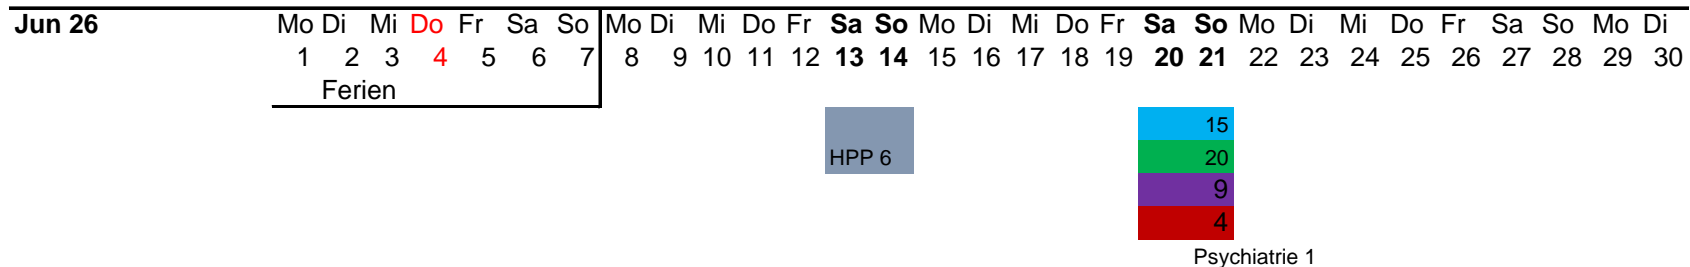 Jun 26 Mo Di Mi Do Fr Sa So Mo Di Mi Do Fr Sa So Mo Di Mi Do Fr Sa So Mo Di Mi Do Fr Sa So Mo Di
1 2 3 4 5 6 7 8 9 10 11 12 13 14 15 16 17 18 19 20 21 22 23 24 25 26 27 28 29 30
Ferien
15
HPP 6 20
9
4
Psychiatrie 1